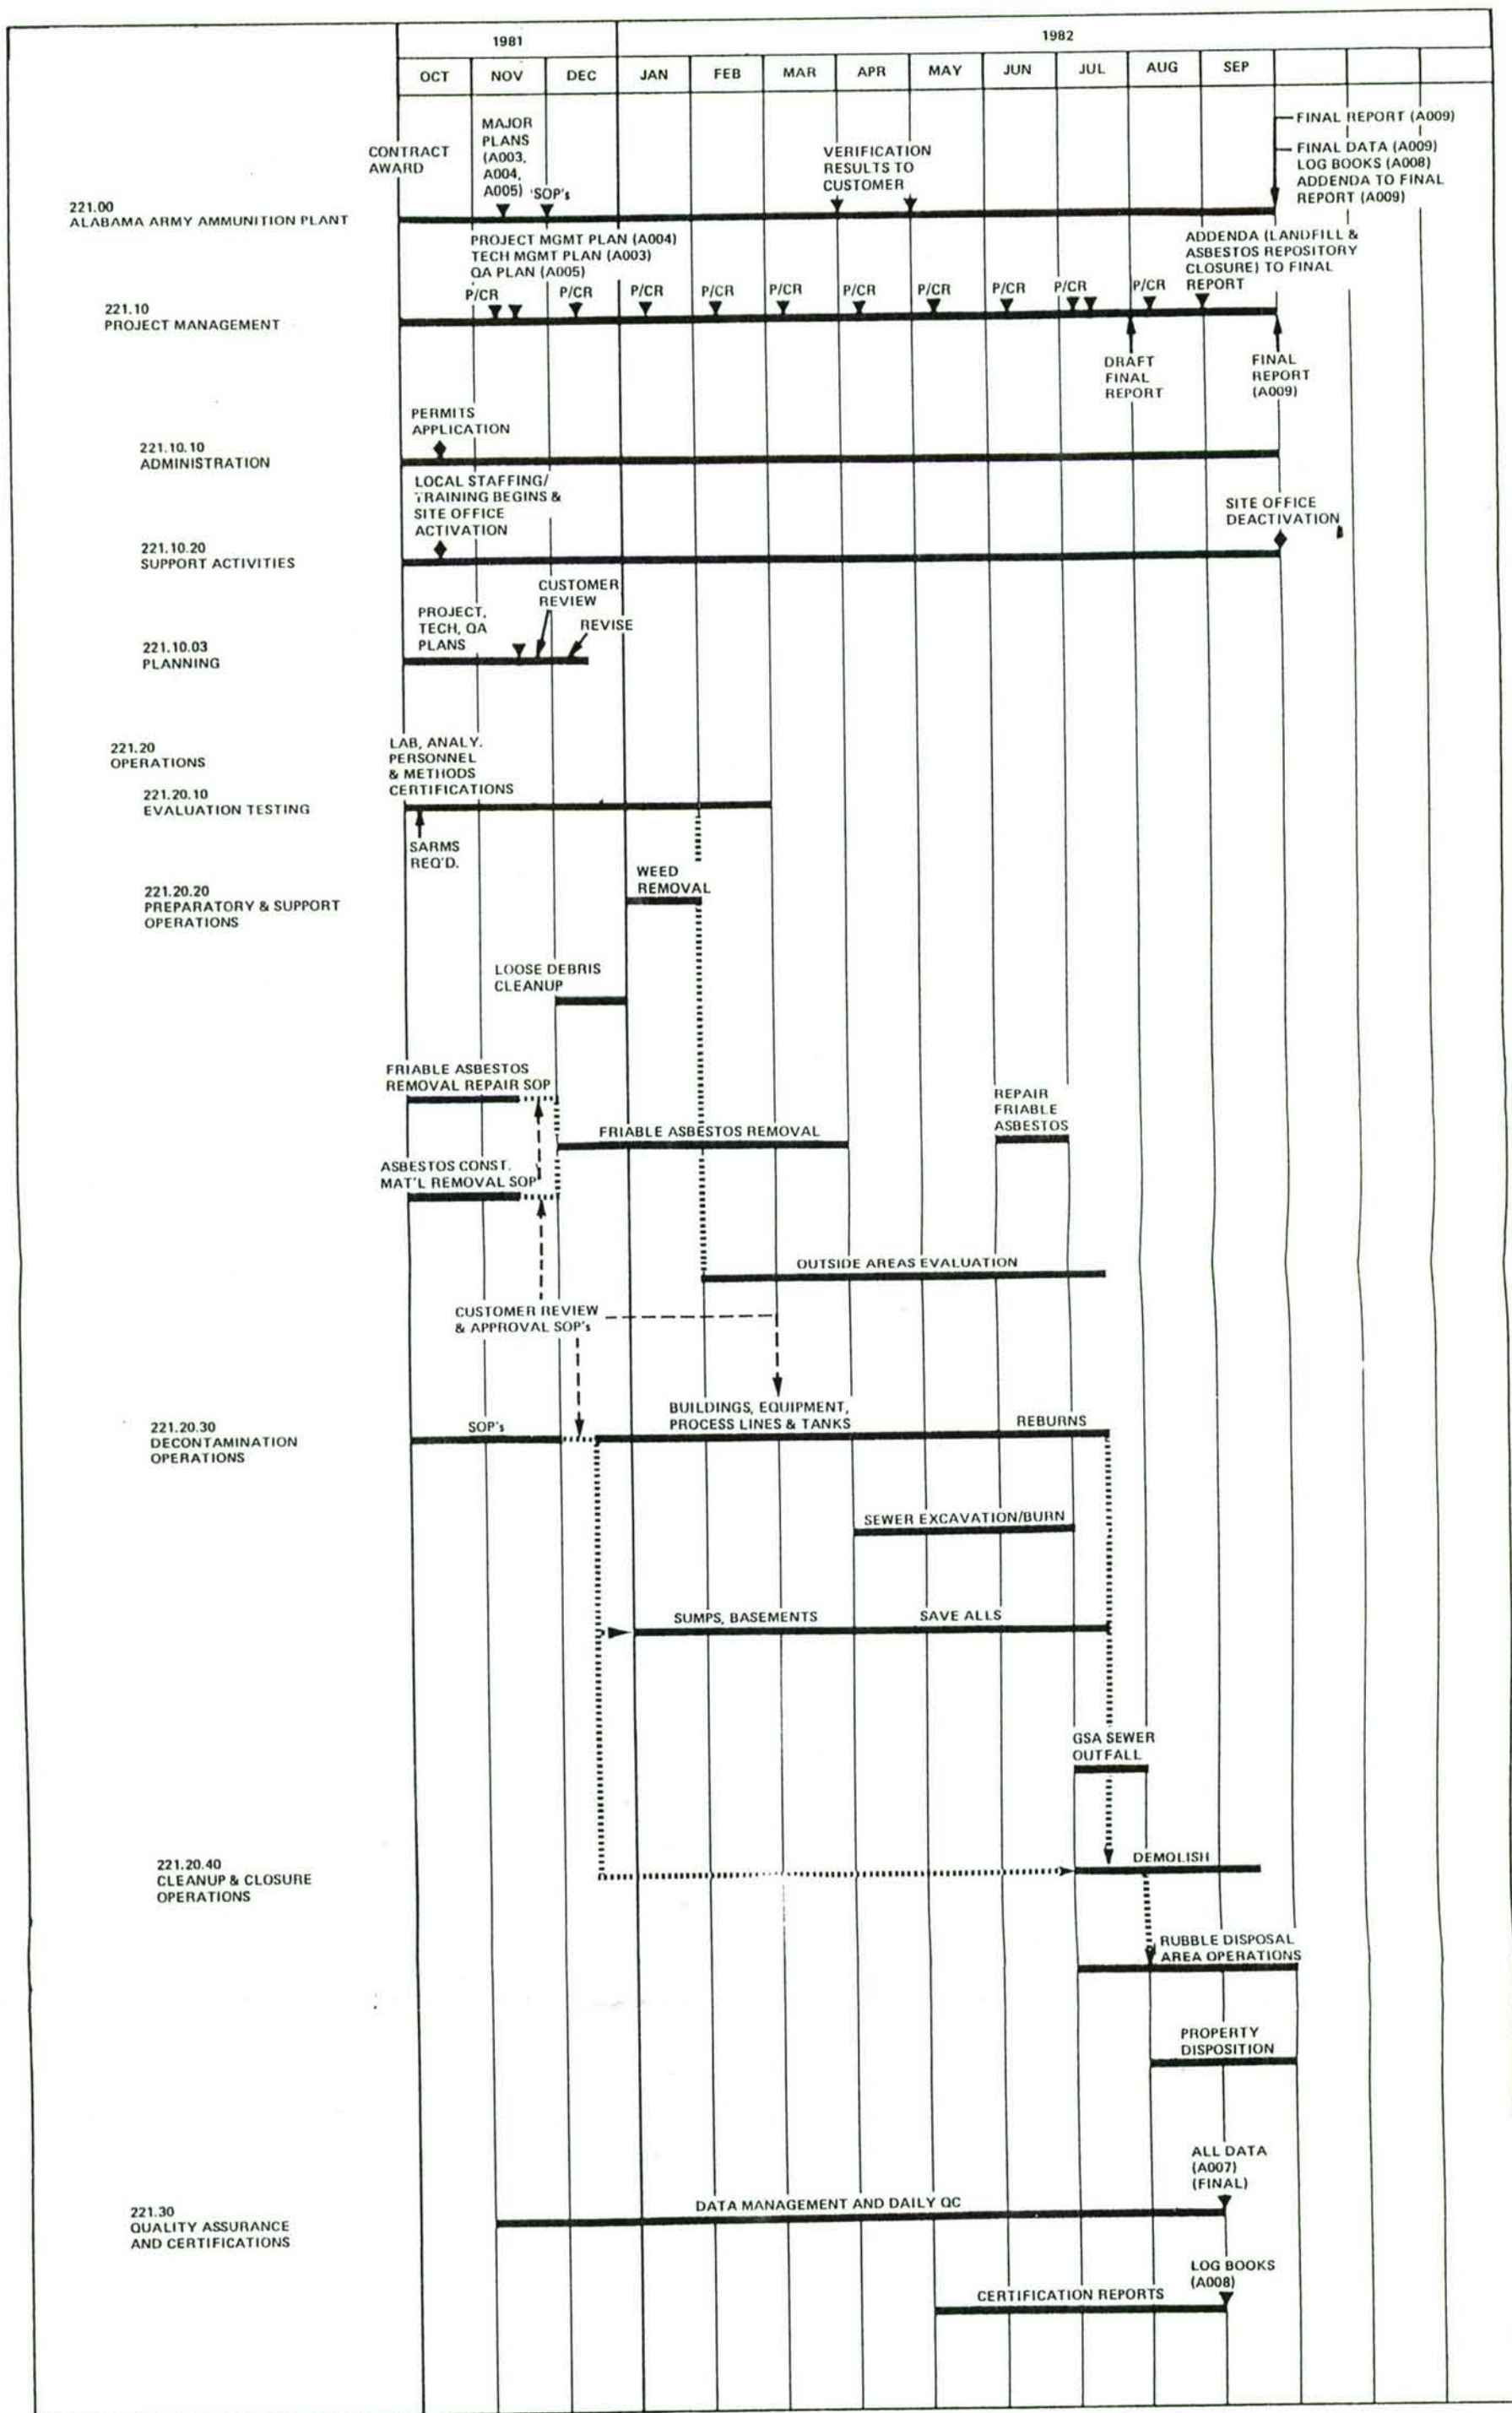 1981
1982
OCT NOV DEC JAN FEB MAR APR MAY JUN JUL AUG SEP
CONTRACT
AWARD
MAJOR
PLANS
(A003,
A004,
A005)
SOP's
VERIFICATION
RESULTS TO
CUSTOMER
FINAL REPORT (A009)
FINAL DATA (A009)
LOG BOOKS (A008)
ADDENDA TO FINAL
REPORT (A009)
221.00
ALABAMA ARMY AMMUNITION PLANT
PROJECT MGMT PLAN (A004)
TECH MGMT PLAN (A003)
QA PLAN (A005)
ADDENDA (LANDFILL &
ASBESTOS REPOSITORY
CLOSURE) TO FINAL
REPORT
P/CR P/CR P/CR P/CR P/CR P/CR P/CR P/CR P/CR P/CR
221.10
PROJECT MANAGEMENT
DRAFT
FINAL
REPORT
FINAL
REPORT
(A009)
PERMITS
APPLICATION
221.10.10
ADMINISTRATION
LOCAL STAFFING/
TRAINING BEGINS &
SITE OFFICE
ACTIVATION
SITE OFFICE
DEACTIVATION
221.10.20
SUPPORT ACTIVITIES
CUSTOMER
REVIEW
PROJECT,
TECH, QA
PLANS
REVISE
221.10.03
PLANNING
221.20
OPERATIONS
LAB, ANALY.
PERSONNEL
& METHODS
CERTIFICATIONS
221.20.10
EVALUATION TESTING
SARMS
REQ'D.
WEED
REMOVAL
221.20.20
PREPARATORY & SUPPORT
OPERATIONS
LOOSE DEBRIS
CLEANUP
FRIABLE ASBESTOS
REMOVAL REPAIR SOP
REPAIR
FRIABLE
ASBESTOS
FRIABLE ASBESTOS REMOVAL
ASBESTOS CONST.
MAT'L REMOVAL SOP
OUTSIDE AREAS EVALUATION
CUSTOMER REVIEW
& APPROVAL SOP's
BUILDINGS, EQUIPMENT,
PROCESS LINES & TANKS
REBURNS
SOP's
221.20.30
DECONTAMINATION
OPERATIONS
SEWER EXCAVATION/BURN
SUMPS, BASEMENTS
SAVE ALLS
GSA SEWER
OUTFALL
DEMOLISH
221.20.40
CLEANUP & CLOSURE
OPERATIONS
RUBBLE DISPOSAL
AREA OPERATIONS
PROPERTY
DISPOSITION
ALL DATA
(A007)
(FINAL)
DATA MANAGEMENT AND DAILY QC
221.30
QUALITY ASSURANCE
AND CERTIFICATIONS
LOG BOOKS
(A008)
CERTIFICATION REPORTS